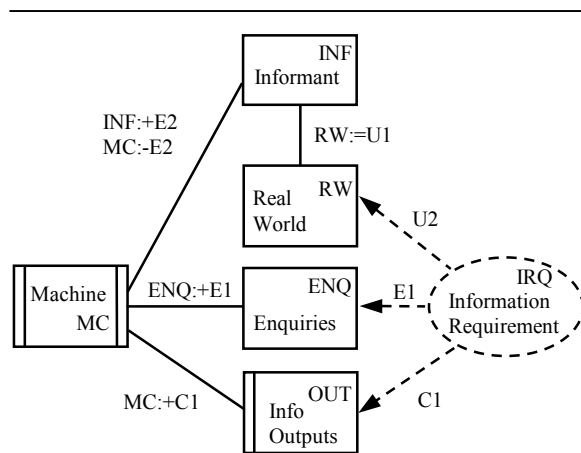 INF
Informant
INF:+E2
MC:-E2
RW:=U1
Real
World
RW
U2
Machine
MC
ENQ:+E1
ENQ
Enquiries
E1
IRQ
Information
Requirement
MC:+C1
OUT
Info
Outputs
C1